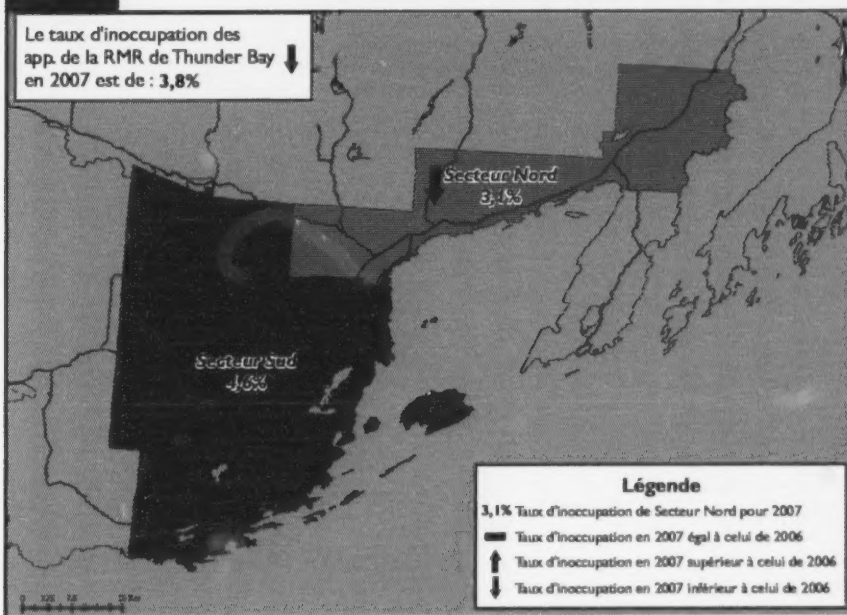 Le taux d'inoccupation des
app. de la RMR de Thunder Bay
en 2007 est de : 3,8%
Secteur Nord
3,1%
Secteur Sud
4,6%
Légende
3,1% Taux d'inoccupation de Secteur Nord pour 2007
Taux d'inoccupation en 2007 égal à celui de 2006
Taux d'inoccupation en 2007 supérieur à celui de 2006
Taux d'inoccupation en 2007 inférieur à celui de 2006